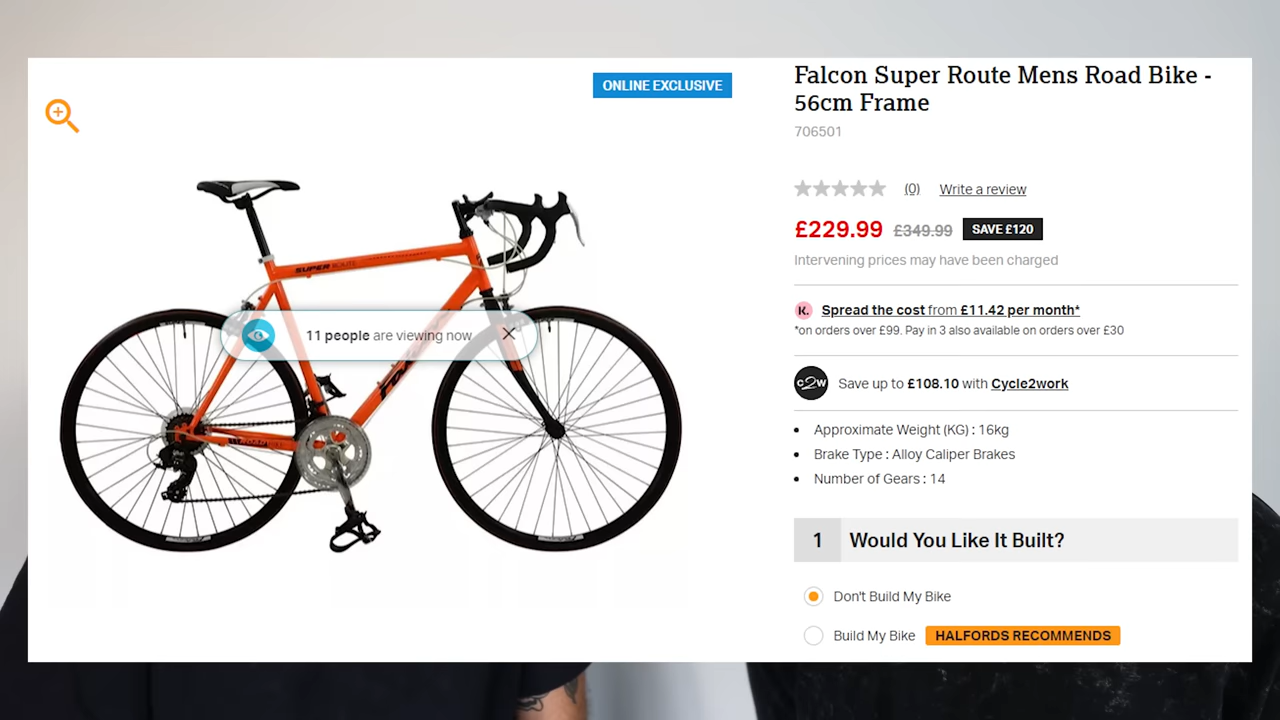 ONLINE EXCLUSIVE
Falcon Super Route Mens Road Bike -
56cm Frame
706501
(0) Write a review
£229.99 £349.99 SAVE £120
Intervening prices may have been charged
K. Spread the cost from £11.42 per month*
*on orders over £99. Pay in 3 also available on orders over £30
c2w Save up to £108.10 with Cycle2work
Approximate Weight (KG) : 16kg
Brake Type : Alloy Caliper Brakes
Number of Gears : 14
1 Would You Like It Built?
Don't Build My Bike
Build My Bike HALFORDS RECOMMENDS
SUPER ROUTE
11 people are viewing now